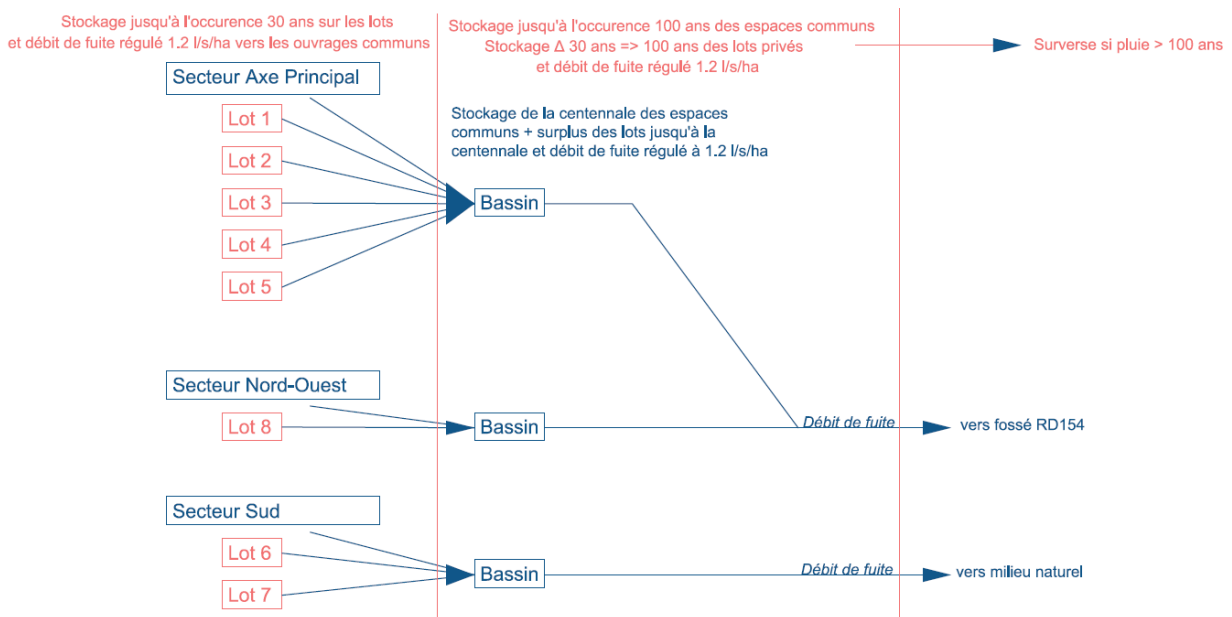 Stockage jusqu'à l'occurence 30 ans sur les lots
et débit de fuite régulé 1.2 l/s/ha vers les ouvrages communs
Stockage jusqu'à l'occurence 100 ans des espaces communs
Stockage Δ 30 ans => 100 ans des lots privés
et débit de fuite régulé 1.2 l/s/ha
Surverse si pluie > 100 ans
Secteur Axe Principal
Lot 1
Lot 2
Lot 3
Lot 4
Lot 5
Stockage de la centennale des espaces
communs + surplus des lots jusqu'à la
centennale et débit de fuite régulé à 1.2 l/s/ha
Bassin
Secteur Nord-Ouest
Lot 8
Bassin
Débit de fuite
vers fossé RD154
Secteur Sud
Lot 6
Lot 7
Bassin
Débit de fuite
vers milieu naturel